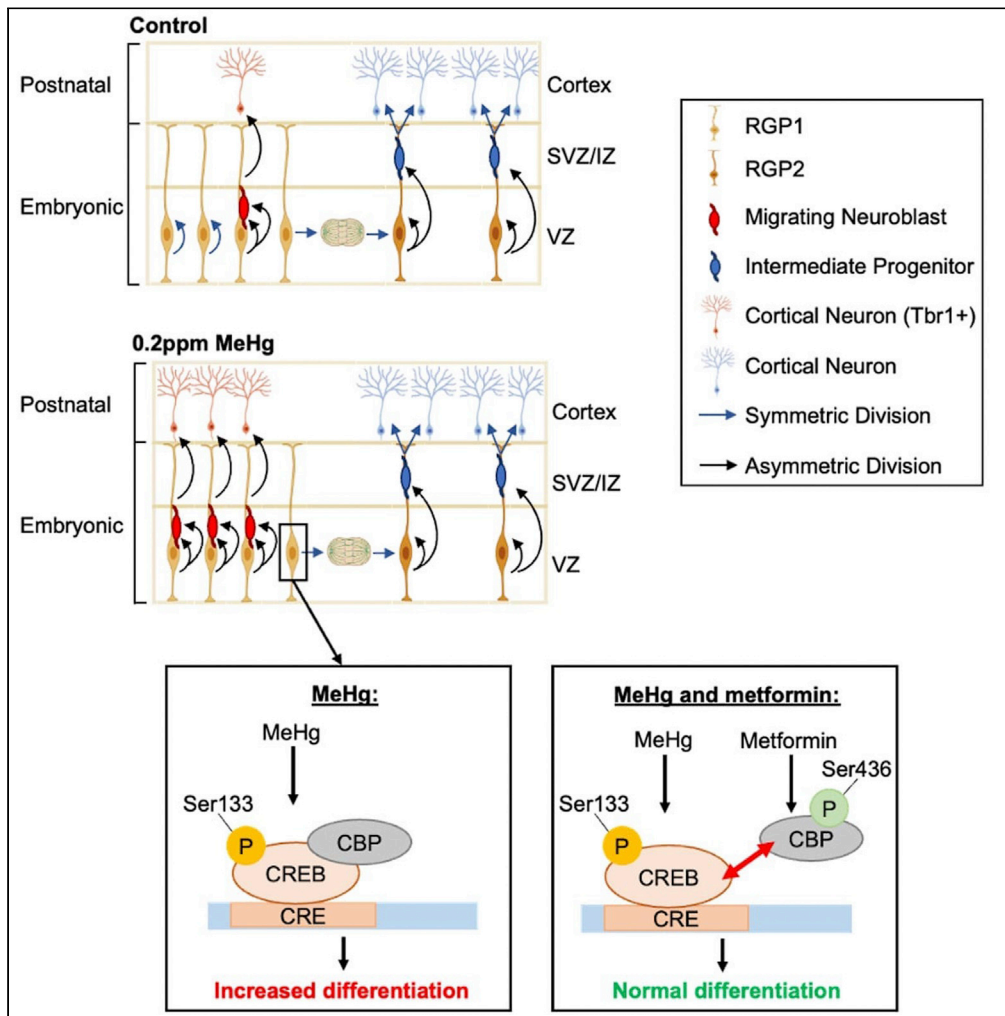 Control
Postnatal
Cortex
SVZ/IZ
Embryonic
VZ
RGP1
RGP2
Migrating Neuroblast
Intermediate Progenitor
Cortical Neuron (Tbr1+)
Cortical Neuron
Symmetric Division
Asymmetric Division
0.2ppm MeHg
Postnatal
Cortex
SVZ/IZ
Embryonic
VZ
MeHg:
MeHg
Ser133
P
CBP
CREB
CRE
Increased differentiation
MeHg and metformin:
MeHg
Metformin
Ser436
Ser133
P
P
CBP
CREB
CRE
Normal differentiation